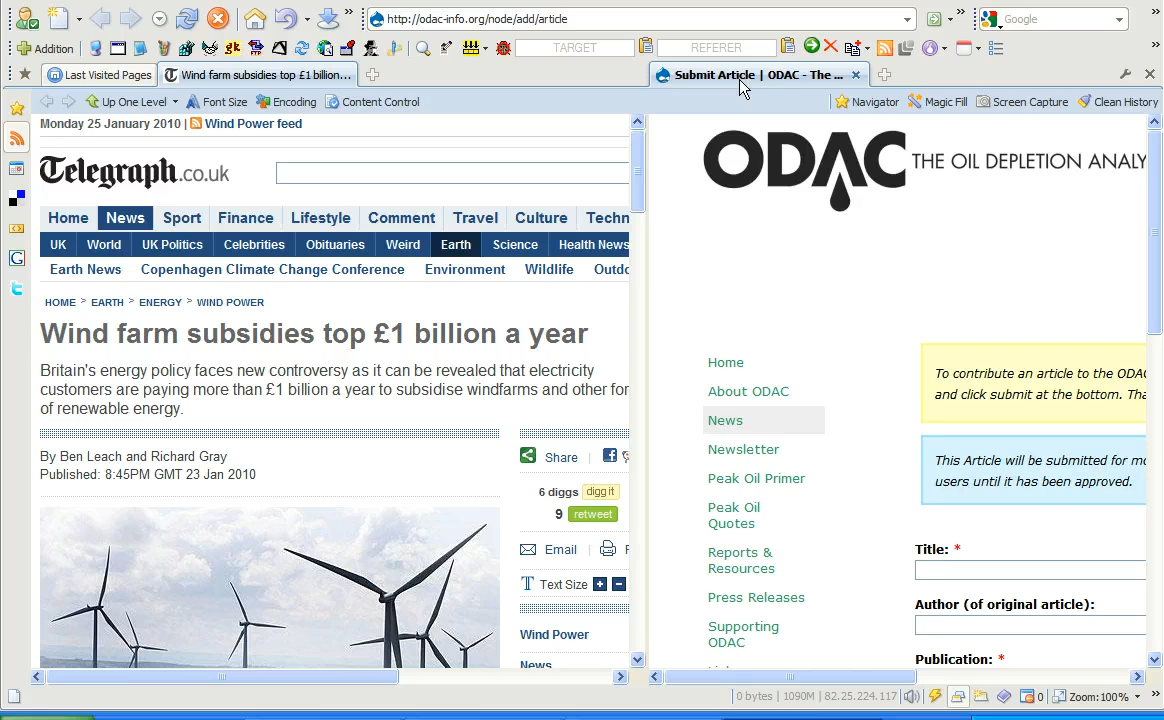 http://odac-info.org/node/add/article
Google
Addition
TARGET
REFERER
Last Visited Pages
Wind farm subsidies top £1 billion...
Submit Article | ODAC - The ...
Up One Level
Font Size
Encoding
Content Control
Navigator
Magic Fill
Screen Capture
Clean History
Monday 25 January 2010 | Wind Power feed
Telegraph.co.uk
Home News Sport Finance Lifestyle Comment Travel Culture Techn
UK World UK Politics Celebrities Obituaries Weird Earth Science Health News
Earth News Copenhagen Climate Change Conference Environment Wildlife Outdo
HOME > EARTH > ENERGY > WIND POWER
Wind farm subsidies top £1 billion a year
Britain's energy policy faces new controversy as it can be revealed that electricity
customers are paying more than £1 billion a year to subsidise windfarms and other for
of renewable energy.
By Ben Leach and Richard Gray
Published: 8:45PM GMT 23 Jan 2010
Share
6 diggs digg it
9 retweet
Email
Text Size
Wind Power
News
ODAC THE OIL DEPLETION ANALY
Home
About ODAC
News
Newsletter
Peak Oil Primer
Peak Oil
Quotes
Reports &
Resources
Press Releases
Supporting
ODAC
To contribute an article to the ODAC
and click submit at the bottom. Tha
This Article will be submitted for mo
users until it has been approved.
Title: *
Author (of original article):
Publication: *
0 bytes | 1090M | 82.25.224.117
0
Zoom:100%